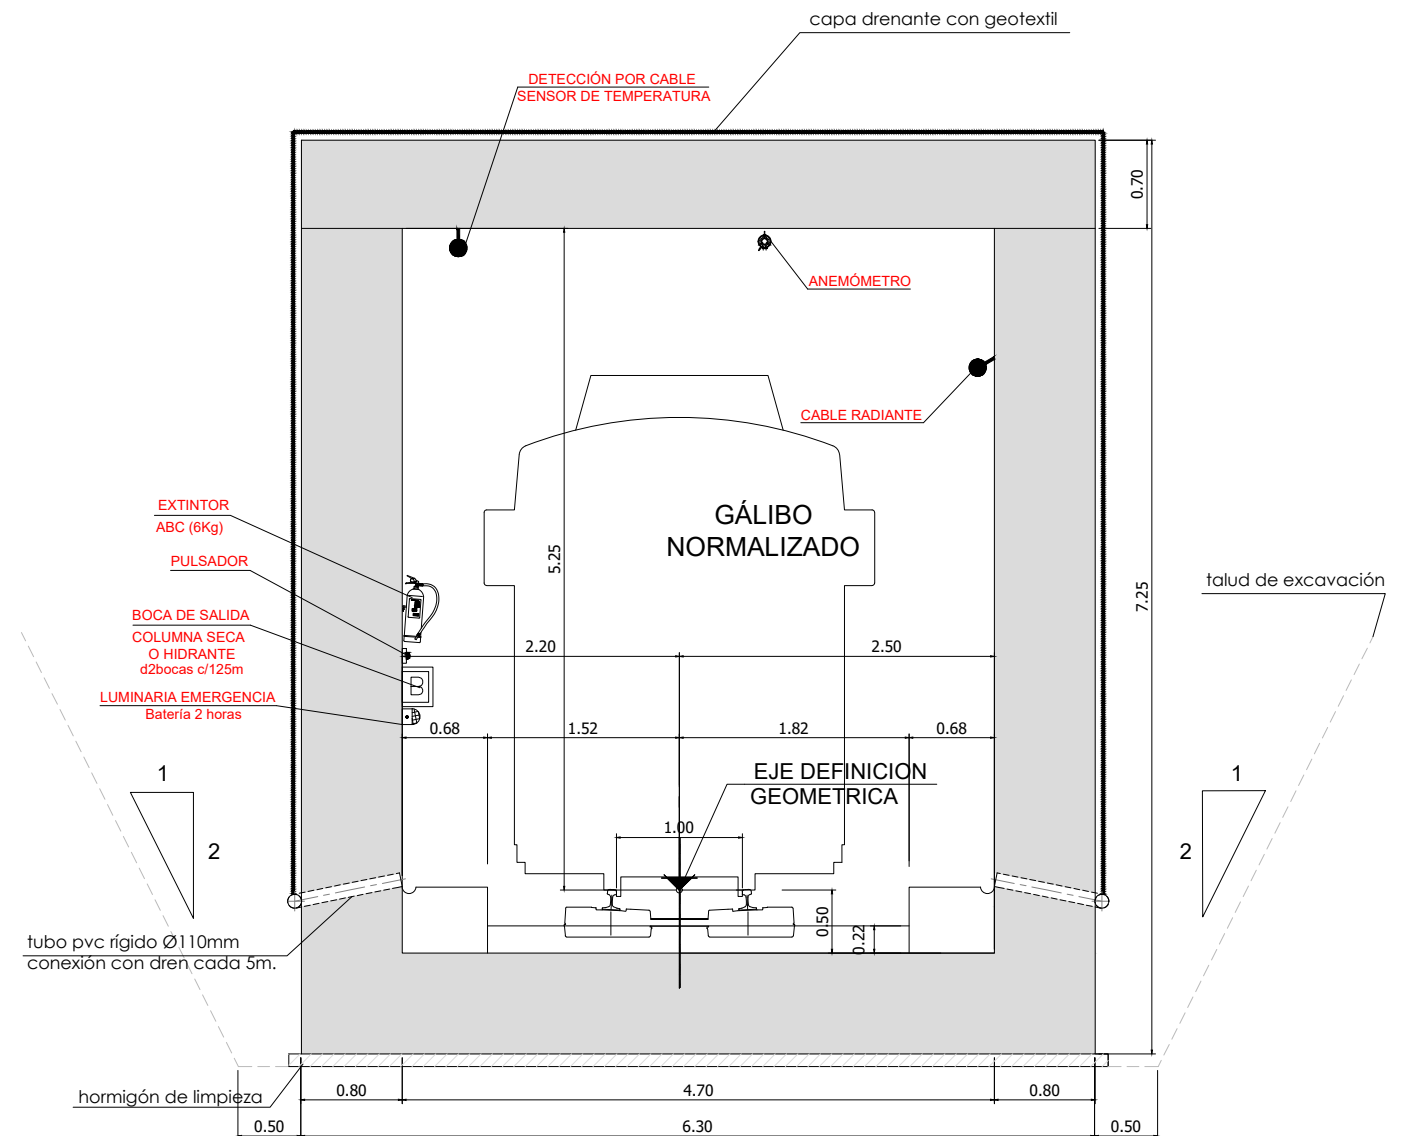 capa drenante con geotextil
DETECCIÓN POR CABLE
SENSOR DE TEMPERATURA
0.70
ANEMÓMETRO
CABLE RADIANTE
EXTINTOR
ABC (6Kg)
GÁLIBO
NORMALIZADO
5.25
PULSADOR
talud de excavación
7.25
BOCA DE SALIDA
COLUMNA SECA
O HIDRANTE
d2bocas c/125m
2.20
2.50
B
LUMINARIA EMERGENCIA
Batería 2 horas
0.68
1.52
1.82
0.68
1
EJE DEFINICION
GEOMETRICA
1
1.00
2
2
0.50
0.22
tubo pvc rígido Ø110mm
conexión con dren cada 5m.
hormigón de limpieza
0.80
4.70
0.80
0.50
6.30
0.50